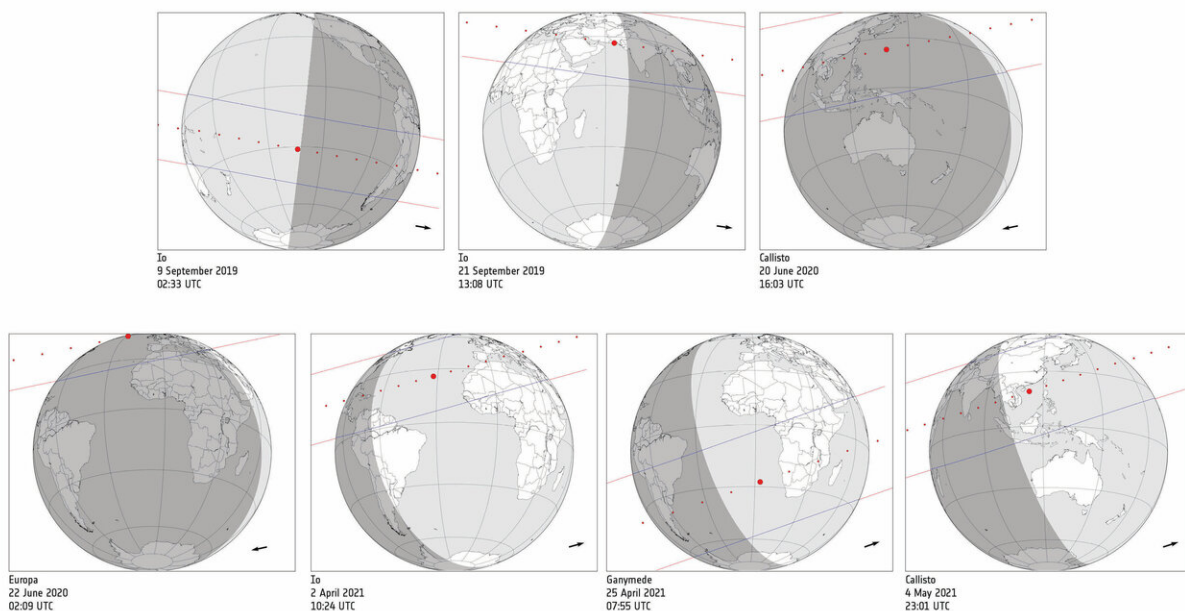 Io
9 September 2019
02:33 UTC
Io
21 September 2019
13:08 UTC
Callisto
20 June 2020
16:03 UTC
Europa
22 June 2020
02:09 UTC
Io
2 April 2021
10:24 UTC
Ganymede
25 April 2021
07:55 UTC
Callisto
4 May 2021
23:01 UTC